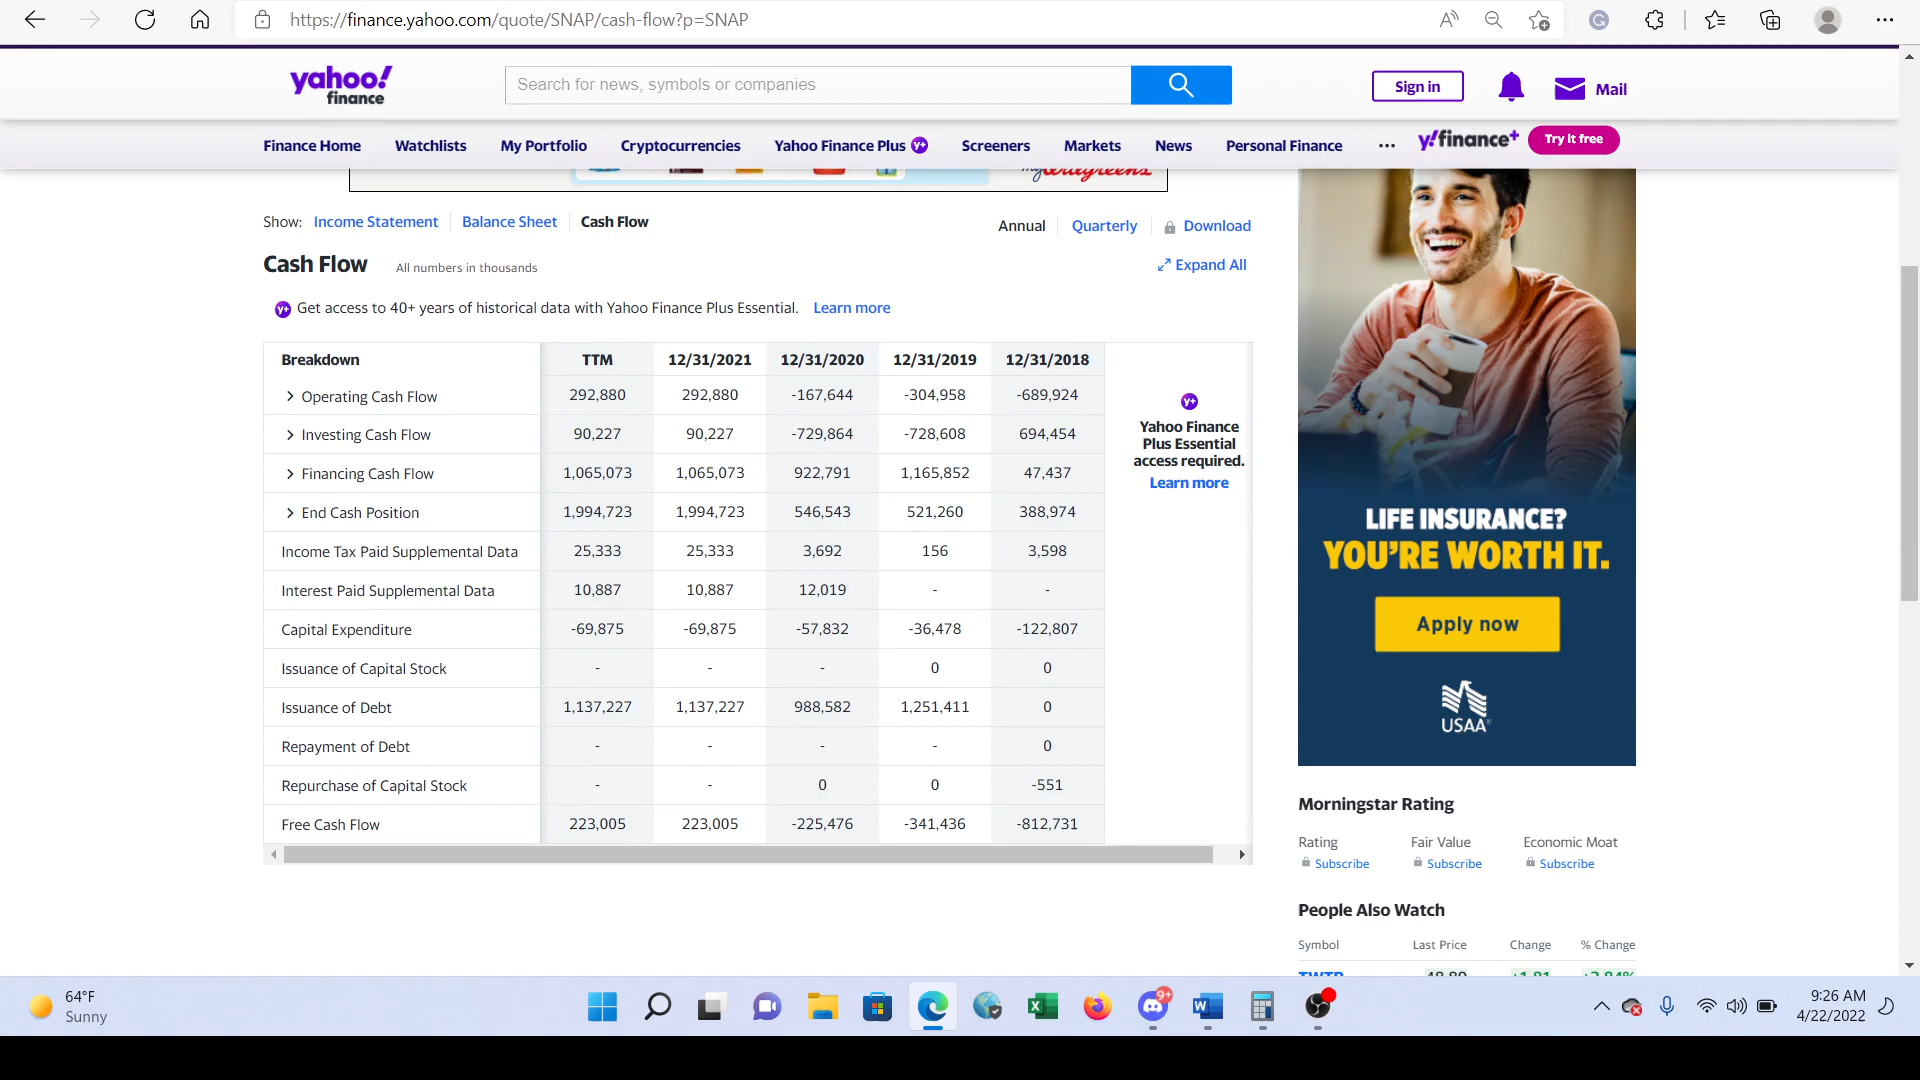 https://finance.yahoo.com/quote/SNAP/cash-flow?p=SNAP
yahoo!
finance
Search for news, symbols or companies
Sign in
Mail
Finance Home
Watchlists
My Portfolio
Cryptocurrencies
Yahoo Finance Plus
Screeners
Markets
News
Personal Finance
y!finance+
Try it free
Show: Income Statement Balance Sheet Cash Flow
Annual Quarterly Download
Cash Flow All numbers in thousands
Expand All
Get access to 40+ years of historical data with Yahoo Finance Plus Essential. Learn more
Breakdown TTM 12/31/2021 12/31/2020 12/31/2019 12/31/2018
Operating Cash Flow 292,880 292,880 -167,644 -304,958 -689,924
Investing Cash Flow 90,227 90,227 -729,864 -728,608 694,454
Financing Cash Flow 1,065,073 1,065,073 922,791 1,165,852 47,437
End Cash Position 1,994,723 1,994,723 546,543 521,260 388,974
Income Tax Paid Supplemental Data 25,333 25,333 3,692 156 3,598
Interest Paid Supplemental Data 10,887 10,887 12,019 - -
Capital Expenditure -69,875 -69,875 -57,832 -36,478 -122,807
Issuance of Capital Stock - - - 0 0
Issuance of Debt 1,137,227 1,137,227 988,582 1,251,411 0
Repayment of Debt - - - - 0
Repurchase of Capital Stock - - 0 0 -551
Free Cash Flow 223,005 223,005 -225,476 -341,436 -812,731
Yahoo Finance
Plus Essential
access required.
Learn more
LIFE INSURANCE?
YOU'RE WORTH IT.
Apply now
USAA®
Morningstar Rating
Rating Fair Value Economic Moat
Subscribe Subscribe Subscribe
People Also Watch
Symbol Last Price Change % Change
64°F
Sunny
9+
9:26 AM
4/22/2022